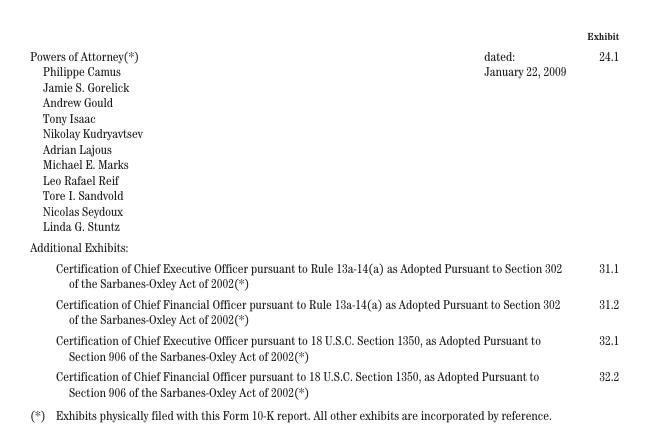 Exhibit
Powers of Attorney(*) dated: 24.1
Philippe Camus January 22, 2009
Jamie S. Gorelick
Andrew Gould
Tony Isaac
Nikolay Kudryavtsev
Adrian Lajous
Michael E. Marks
Leo Rafael Reif
Tore I. Sandvold
Nicolas Seydoux
Linda G. Stuntz
Additional Exhibits:
Certification of Chief Executive Officer pursuant to Rule 13a-14(a) as Adopted Pursuant to Section 302 31.1
of the Sarbanes-Oxley Act of 2002(*)
Certification of Chief Financial Officer pursuant to Rule 13a-14(a) as Adopted Pursuant to Section 302 31.2
of the Sarbanes-Oxley Act of 2002(*)
Certification of Chief Executive Officer pursuant to 18 U.S.C. Section 1350, as Adopted Pursuant to 32.1
Section 906 of the Sarbanes-Oxley Act of 2002(*)
Certification of Chief Financial Officer pursuant to 18 U.S.C. Section 1350, as Adopted Pursuant to 32.2
Section 906 of the Sarbanes-Oxley Act of 2002(*)
(*) Exhibits physically filed with this Form 10-K report. All other exhibits are incorporated by reference.